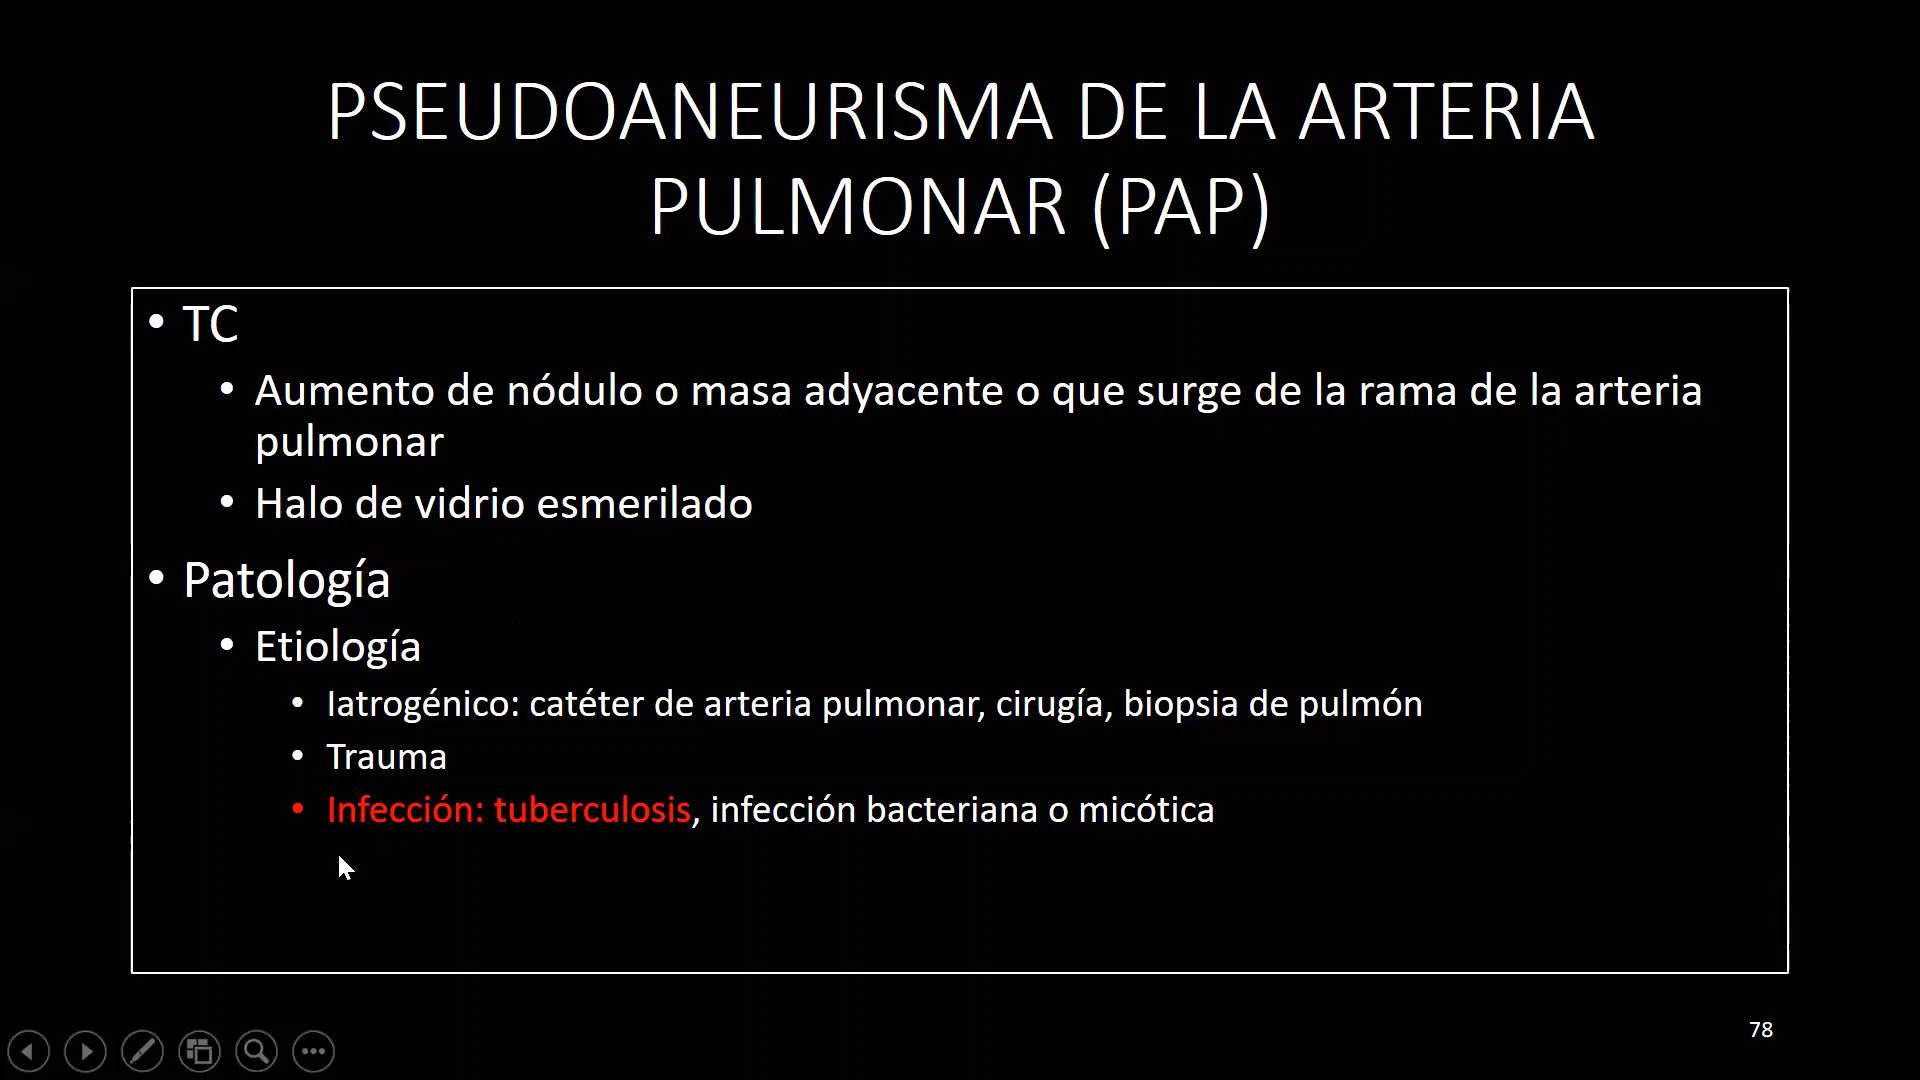 PSEUDOANEURISMA DE LA ARTERIA
PULMONAR (PAP)
• TC
• Aumento de nódulo o masa adyacente o que surge de la rama de la arteria
pulmonar
• Halo de vidrio esmerilado
• Patología
• Etiología
• Iatrogénico: catéter de arteria pulmonar, cirugía, biopsia de pulmón
• Trauma
• Infección: tuberculosis, infección bacteriana o micótica
78